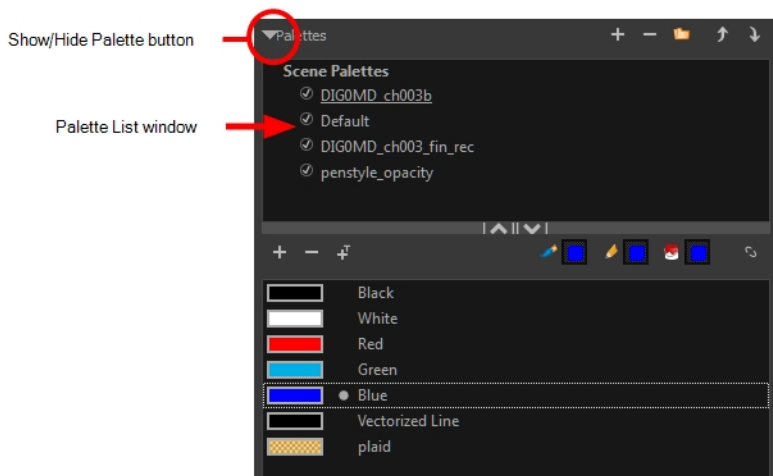 Show/Hide Palette button
Palettes
Scene Palettes
DIG0MD_ch003b
Default
Palette List window
DIG0MD_ch003_fin_rec
penstyle_opacity
Black
White
Red
Green
Blue
Vectorized Line
plaid